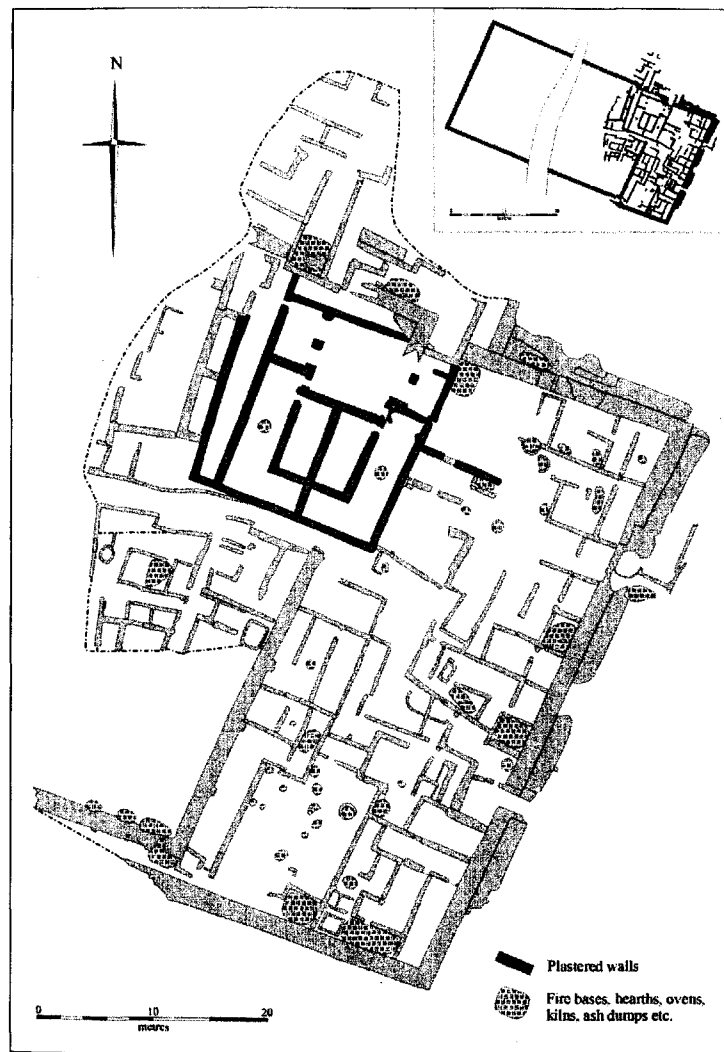 N
Plastered walls
Fire bases, hearths, ovens,
kilns, ash dumps etc.
0 10 20
metres